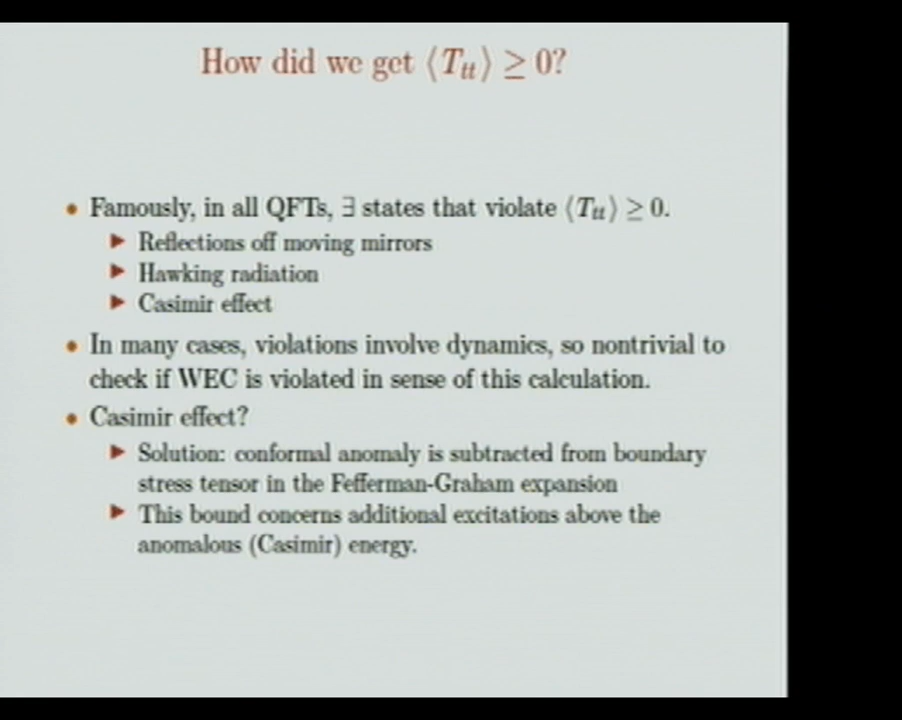 How did we get ⟨Ttt⟩ ≥ 0?
• Famously, in all QFTs, ∃ states that violate ⟨Ttt⟩ ≥ 0.
► Reflections off moving mirrors
► Hawking radiation
► Casimir effect
• In many cases, violations involve dynamics, so nontrivial to
check if WEC is violated in sense of this calculation.
• Casimir effect?
► Solution: conformal anomaly is subtracted from boundary
stress tensor in the Fefferman-Graham expansion
► This bound concerns additional excitations above the
anomalous (Casimir) energy.